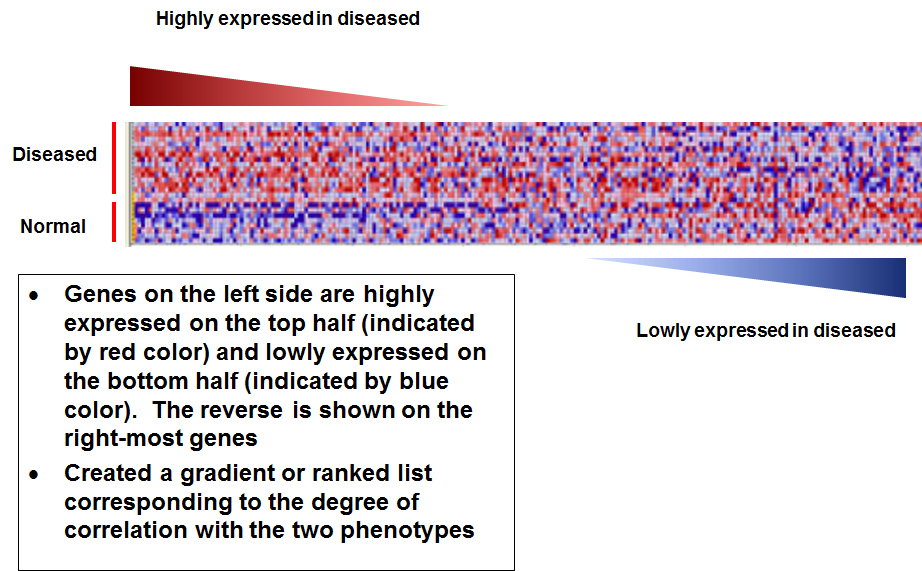 Highly expressed in diseased
Diseased
Normal
• Genes on the left side are highly
expressed on the top half (indicated
by red color) and lowly expressed on
the bottom half (indicated by blue
color).  The reverse is shown on the
right-most genes
• Created a gradient or ranked list
corresponding to the degree of
correlation with the two phenotypes
Lowly expressed in diseased